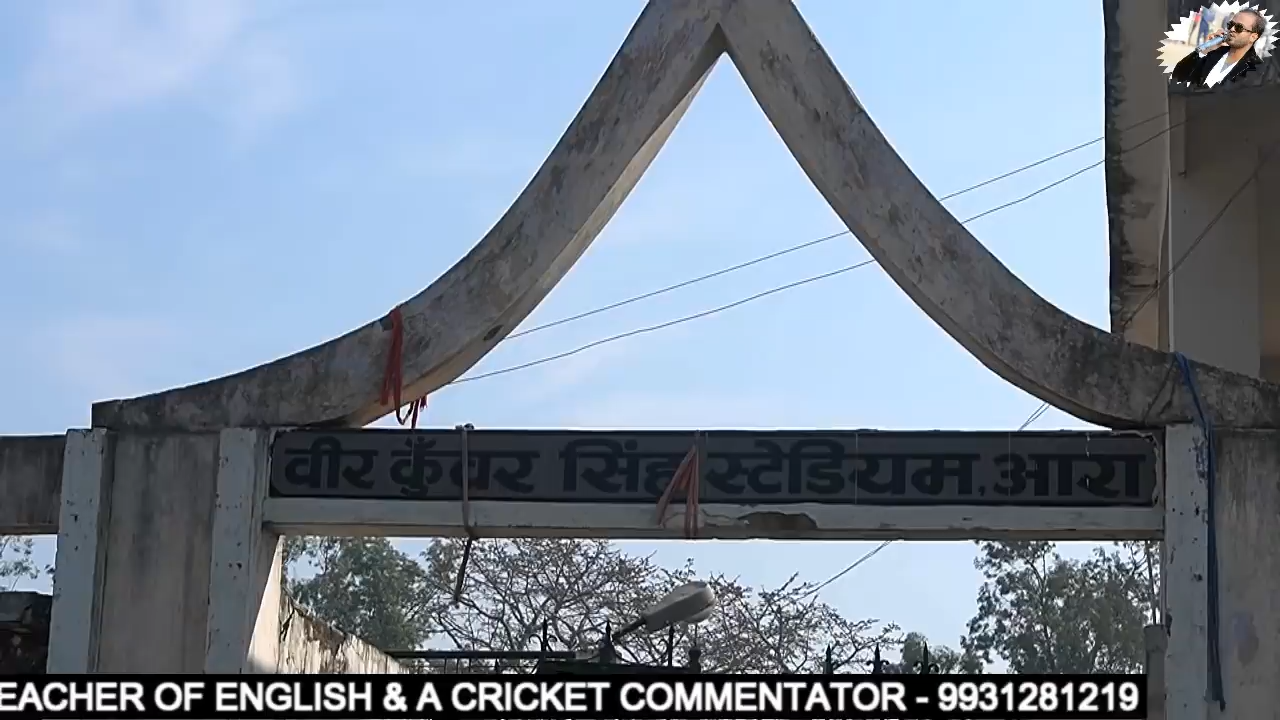 वीर कुँवर सिंह स्टेडियम, आरा
EACHER OF ENGLISH & A CRICKET COMMENTATOR - 9931281219